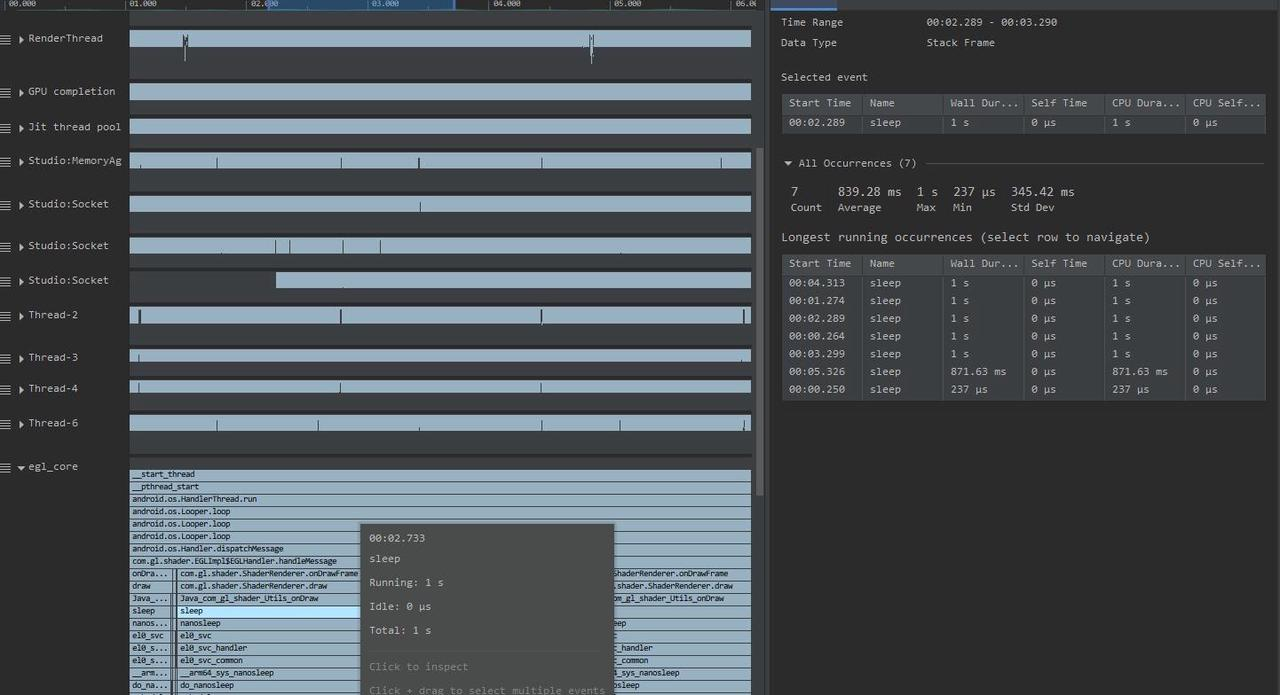 00.000 01.000 02.000 03.000 04.000 05.000 06.0
RenderThread
GPU completion
Jit thread pool
Studio:MemoryAg
Studio:Socket
Studio:Socket
Studio:Socket
Thread-2
Thread-3
Thread-4
Thread-6
egl_core
__start_thread
__pthread_start
android.os.HandlerThread.run
android.os.Looper.loop
android.os.Looper.loop
android.os.Looper.loop
android.os.Handler.dispatchMessage
com.gl.shader.EGLImpl$EGLHandler.handleMessage
onDra... com.gl.shader.ShaderRenderer.onDrawFrame ShaderRenderer.onDrawFrame
draw com.gl.shader.ShaderRenderer.draw shaderRenderer.draw
Java_... Java_com_gl_shader_Utils_onDraw l_shader_Utils_onDraw
sleep sleep
nanos... nanosleep eep
el0_svc el0_svc
el0_s... el0_svc_handler c_handler
el0_s... el0_svc_common c_common
__arm... __arm64_sys_nanosleep _sys_nanosleep
do_na... do_nanosleep osleep
00:02.733
sleep
Running: 1 s
Idle: 0 μs
Total: 1 s
Click to inspect
Click + drag to select multiple events
Time Range 00:02.289 - 00:03.290
Data Type Stack Frame
Selected event
Start Time Name Wall Dur... Self Time CPU Dura... CPU Self...
00:02.289 sleep 1 s 0 μs 1 s 0 μs
All Occurrences (7)
7 839.28 ms 1 s 237 μs 345.42 ms
Count Average Max Min Std Dev
Longest running occurrences (select row to navigate)
Start Time Name Wall Dur... Self Time CPU Dura... CPU Self...
00:04.313 sleep 1 s 0 μs 1 s 0 μs
00:01.274 sleep 1 s 0 μs 1 s 0 μs
00:02.289 sleep 1 s 0 μs 1 s 0 μs
00:00.264 sleep 1 s 0 μs 1 s 0 μs
00:03.299 sleep 1 s 0 μs 1 s 0 μs
00:05.326 sleep 871.63 ms 0 μs 871.63 ms 0 μs
00:00.250 sleep 237 μs 0 μs 237 μs 0 μs